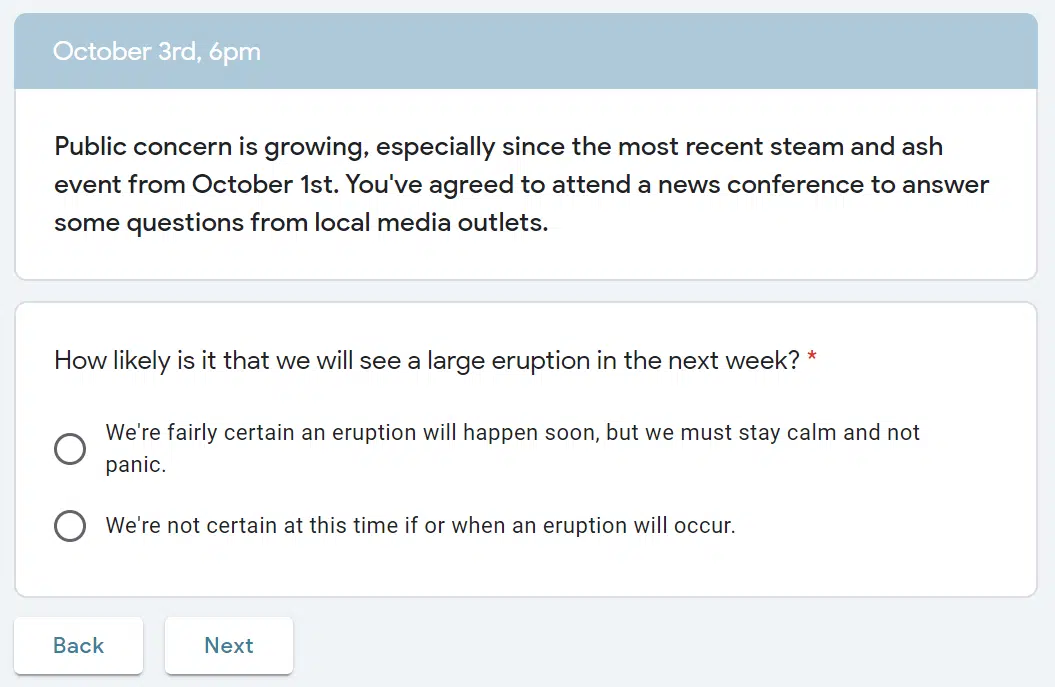 October 3rd, 6pm
Public concern is growing, especially since the most recent steam and ash
event from October 1st. You've agreed to attend a news conference to answer
some questions from local media outlets.
How likely is it that we will see a large eruption in the next week? *
We're fairly certain an eruption will happen soon, but we must stay calm and not
panic.
We're not certain at this time if or when an eruption will occur.
Back
Next